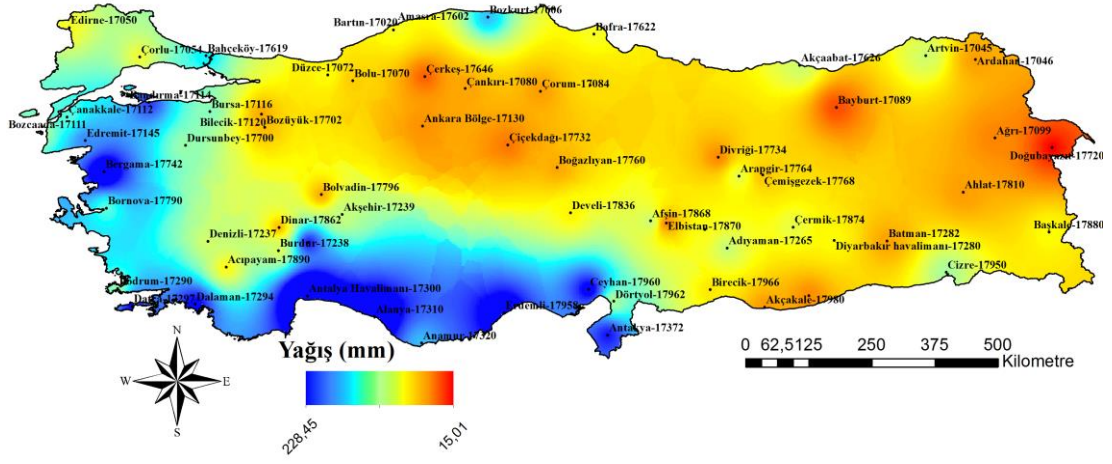 Bozkurt-17606
Amasra-17602
Bartın-17020
Edirne-17050
Bafra-17622
Çorlu-17054
Bahçeköy-17619
Akçaabat-17626
Artvin-17045
Ardahan-17046
Düzce-17072
Bolu-17070
Çerkeş-17646
Çankırı-17080
Çorum-17084
Bandırma-17114
Çanakkale-17112
Bursa-17116
Bayburt-17089
Bozcaada-17111
Bilecik-17120
Bozüyük-17702
Ankara Bölge-17130
Edremit-17145
Dursunbey-17700
Çiçekdağı-17732
Ağrı-17099
Doğubayazıt-17720
Bergama-17742
Boğazlıyan-17760
Divriği-17734
Arapgir-17764
Çemişgezek-17768
Bolvadin-17796
Ahlat-17810
Bornova-17790
Akşehir-17239
Develi-17836
Afşin-17868
Elbistan-17870
Çermik-17874
Başkale-17880
Dinar-17862
Denizli-17237
Burdur-17238
Adıyaman-17265
Batman-17282
Diyarbakır havalimanı-17280
Acıpayam-17890
Cizre-17950
Bodrum-17290
Datça-17297
Dalaman-17294
Antalya Havalimanı-17300
Ceyhan-17960
Dörtyol-17962
Birecik-17966
Akçakale-17980
Alanya-17310
Erdemli-17958
Anamur-17320
Antakya-17372
N
W
E
S
Yağış (mm)
228,45
15,01
0 62,5125 250 375 500
Kilometre